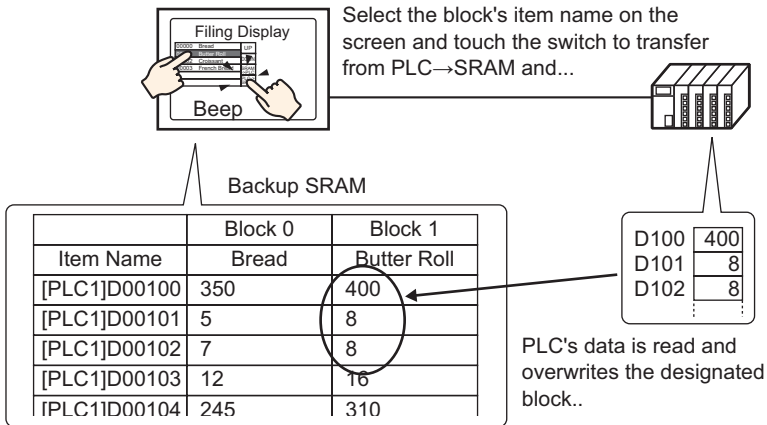 Filing Display
Select the block's item name on the
screen and touch the switch to transfer
from PLC→SRAM and...
00000 Bread
UP
Butter Roll
Croissant
0003 French Br
Beep
Backup SRAM
Block 0 Block 1
Item Name Bread Butter Roll
[PLC1]D00100 350 400
[PLC1]D00101 5 8
[PLC1]D00102 7 8
[PLC1]D00103 12 16
[PLC1]D00104 245 310
D100 400
D101 8
D102 8
PLC's data is read and
overwrites the designated
block..